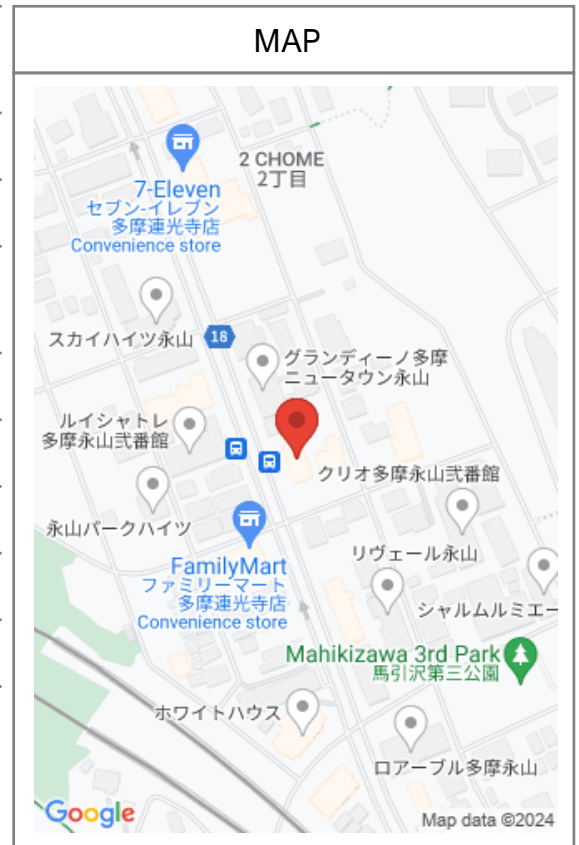 MAP
2 CHOME
2丁目
7-Eleven
セブン-イレブン
多摩連光寺店
Convenience store
スカイハイツ永山
18
グランディーノ多摩
ニュータウン永山
ルイシャトレ
多摩永山弐番館
クリオ多摩永山弐番館
永山パークハイツ
リヴェール永山
FamilyMart
ファミリーマート
多摩連光寺店
Convenience store
シャルムルミエー
Mahikizawa 3rd Park
馬引沢第三公園
ホワイトハウス
ロアーブル多摩永山
Google
Map data ©2024